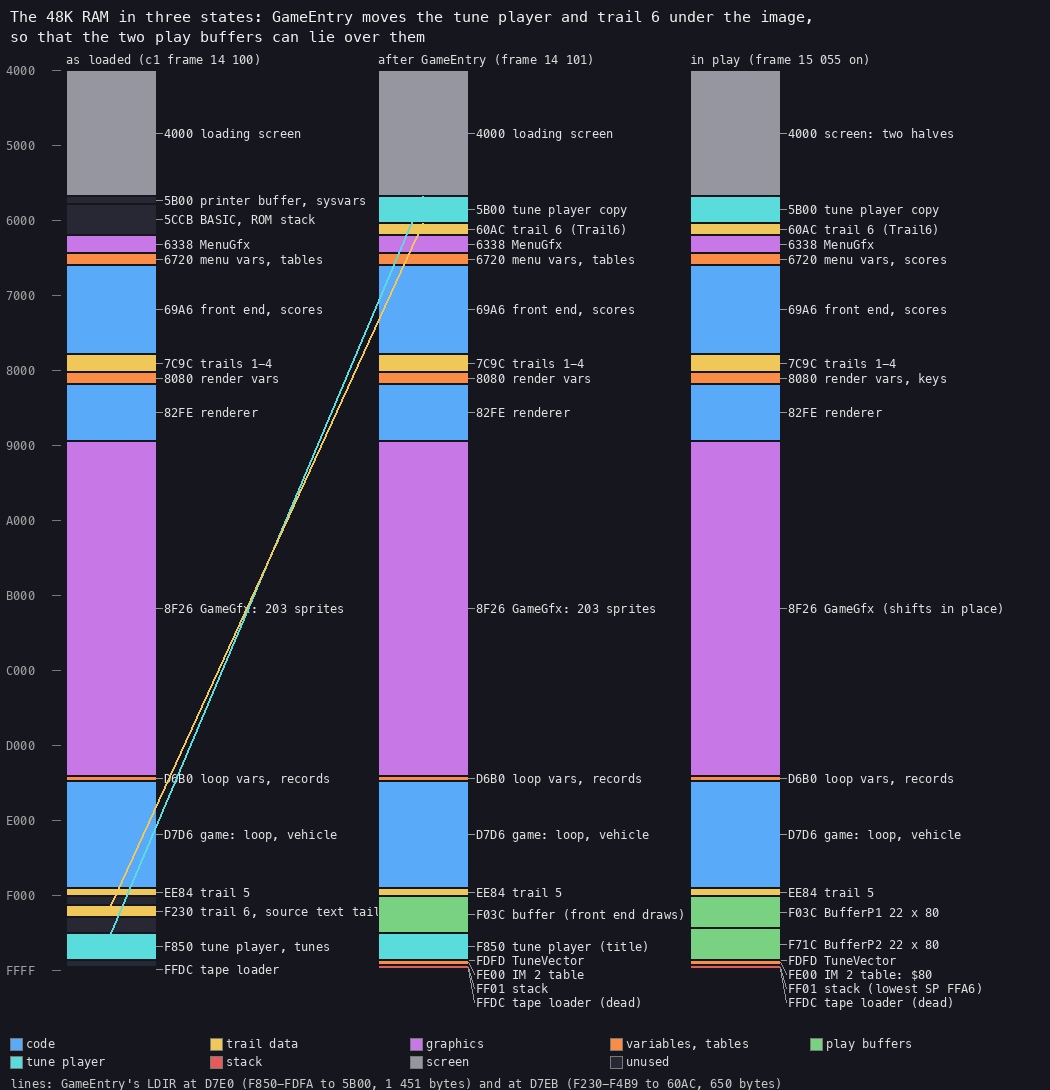 The 48K RAM in three states: GameEntry moves the tune player and trail 6 under the image,
so that the two play buffers can lie over them
as loaded (c1 frame 14 100)
4000
5000
6000
7000
8000
9000
A000
B000
C000
D000
E000
F000
FFFF
4000 loading screen
5B00 printer buffer, sysvars
5CCB BASIC, ROM stack
6338 MenuGfx
6720 menu vars, tables
69A6 front end, scores
7C9C trails 1–4
8080 render vars
82FE renderer
8F26 GameGfx: 203 sprites
D6B0 loop vars, records
D7D6 game: loop, vehicle
EE84 trail 5
F230 trail 6, source text tail
F850 tune player, tunes
FFDC tape loader
after GameEntry (frame 14 101)
4000 loading screen
5B00 tune player copy
60AC trail 6 (Trail6)
6338 MenuGfx
6720 menu vars, tables
69A6 front end, scores
7C9C trails 1–4
8080 render vars
82FE renderer
8F26 GameGfx: 203 sprites
D6B0 loop vars, records
D7D6 game: loop, vehicle
EE84 trail 5
F03C buffer (front end draws)
F850 tune player (title)
FDFD TuneVector
FE00 IM 2 table
FF01 stack
FFDC tape loader (dead)
in play (frame 15 055 on)
4000 screen: two halves
5B00 tune player copy
60AC trail 6 (Trail6)
6338 MenuGfx
6720 menu vars, scores
69A6 front end, scores
7C9C trails 1–4
8080 render vars, keys
82FE renderer
8F26 GameGfx (shifts in place)
D6B0 loop vars, records
D7D6 game: loop, vehicle
EE84 trail 5
F03C BufferP1 22 x 80
F71C BufferP2 22 x 80
FDFD TuneVector
FE00 IM 2 table: $80
FF01 stack (lowest SP FFA6)
FFDC tape loader (dead)
code
trail data
graphics
variables, tables
play buffers
tune player
stack
screen
unused
lines: GameEntry's LDIR at D7E0 (F850–FDFA to 5B00, 1 451 bytes) and at D7EB (F230–F4B9 to 60AC, 650 bytes)